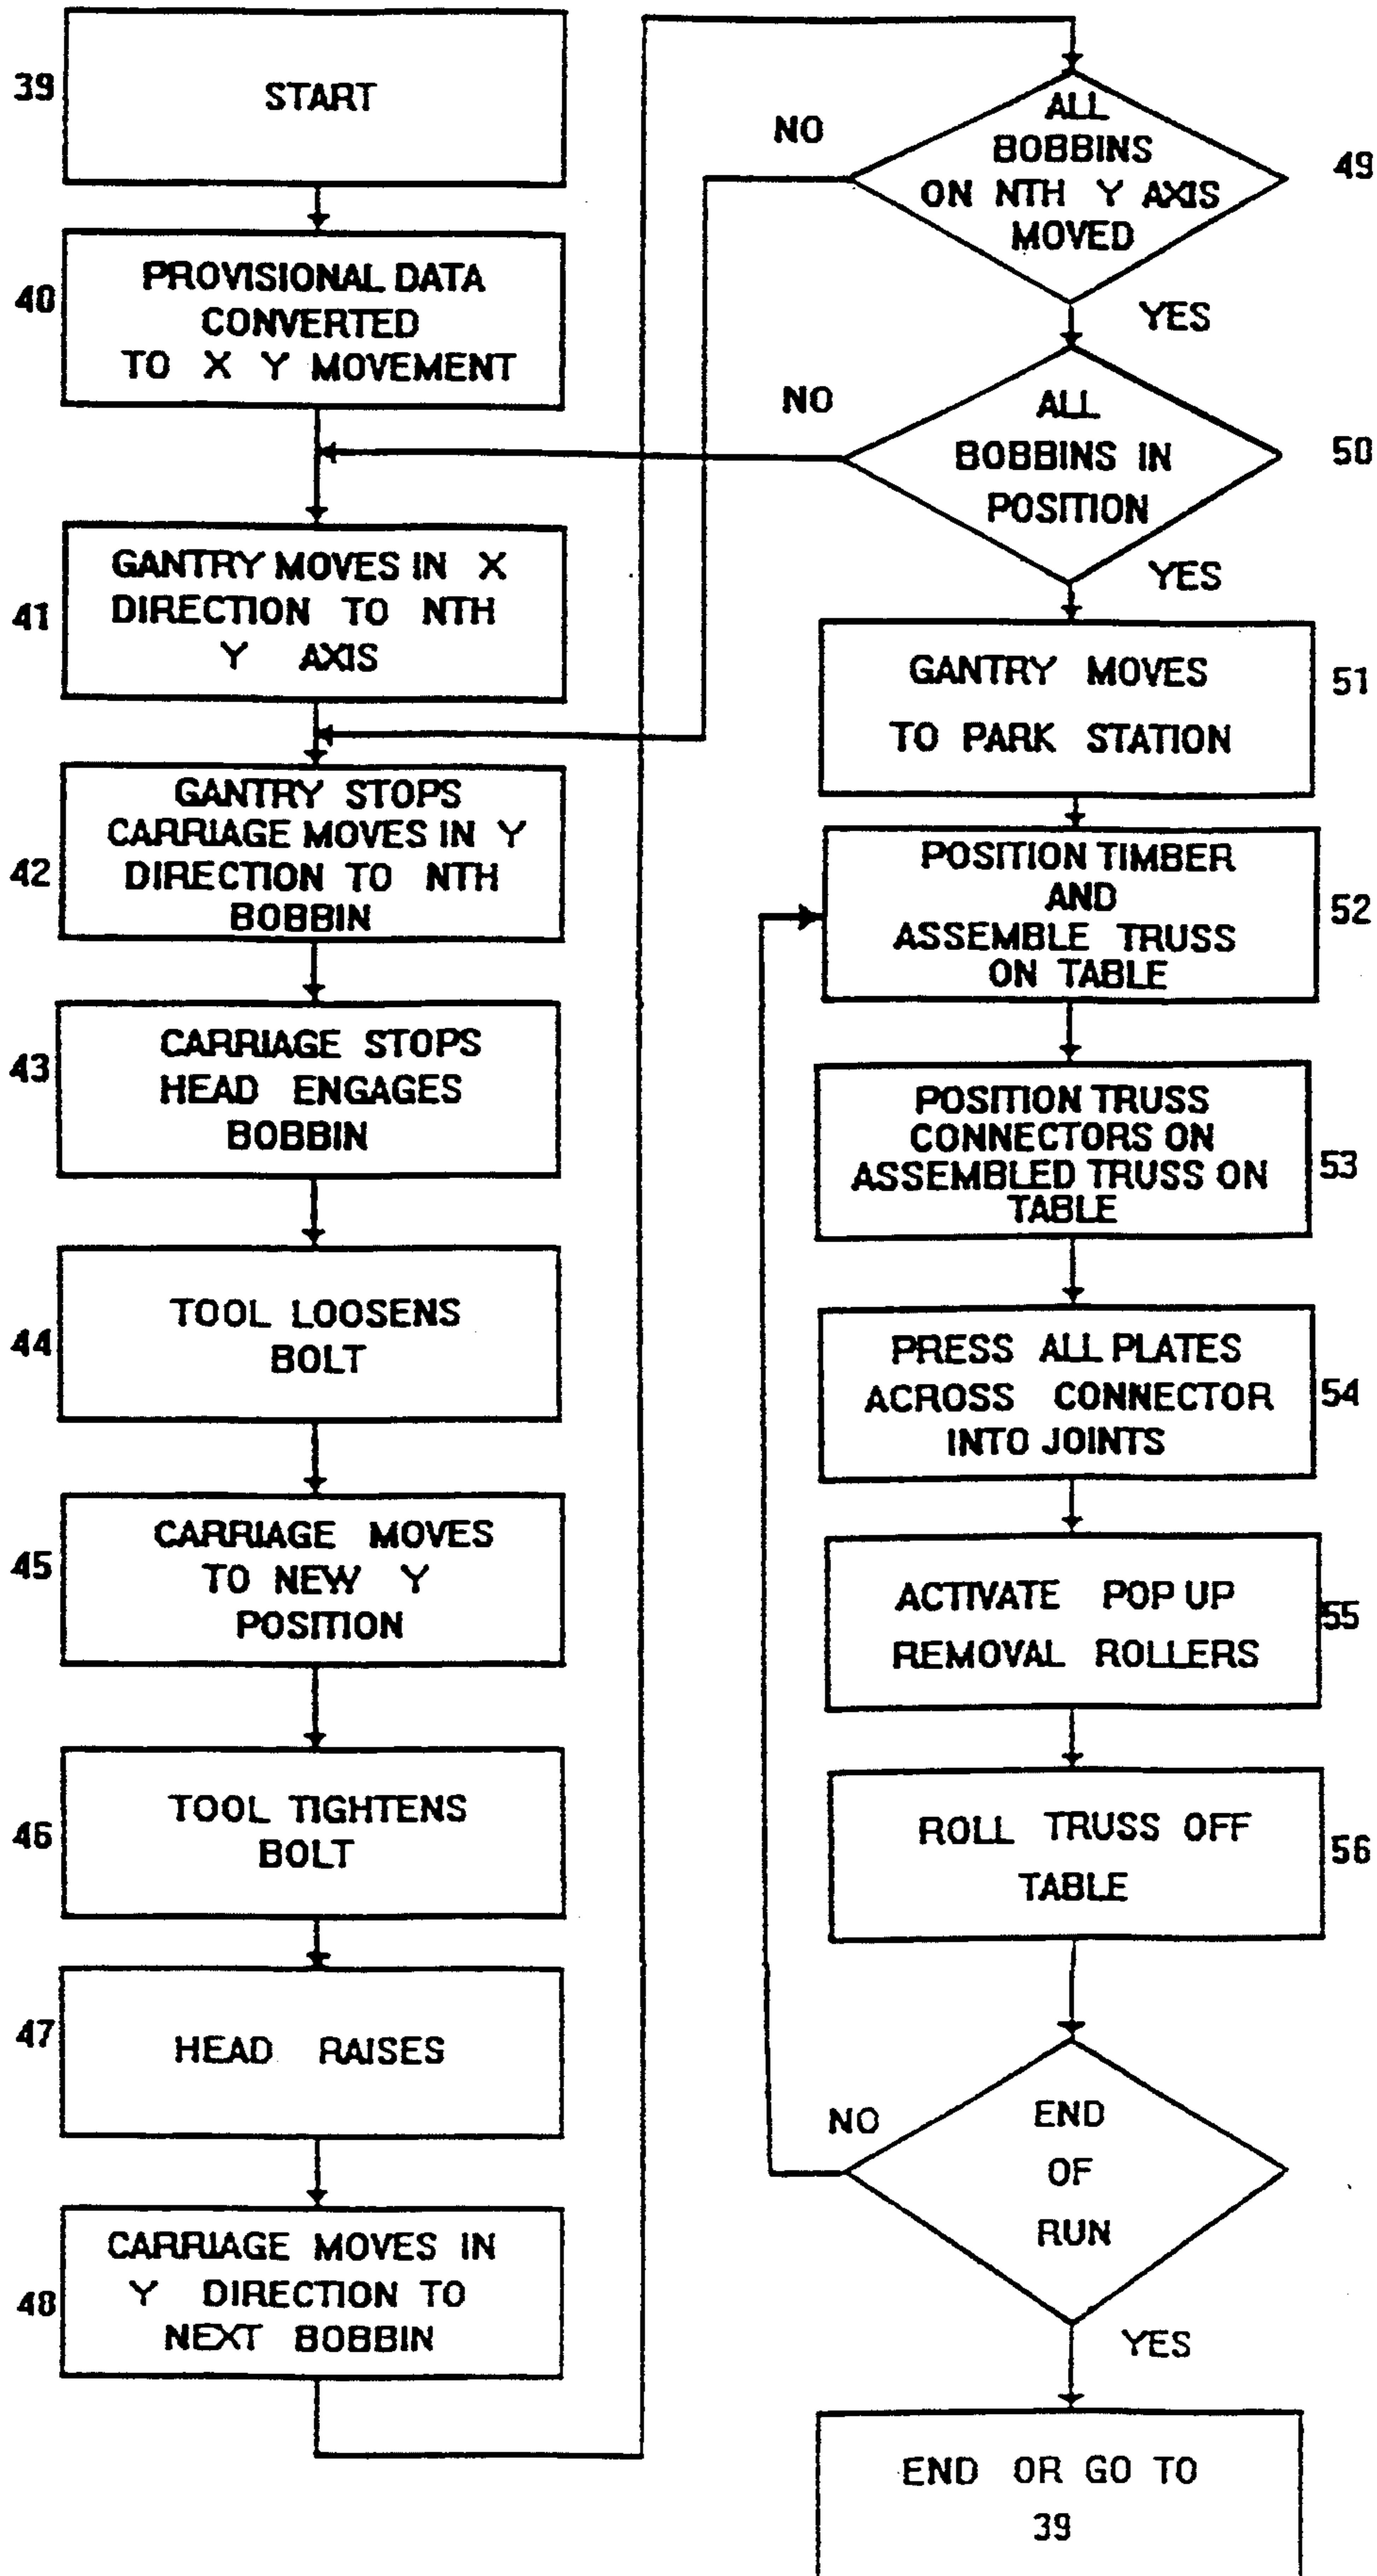 39
START
40
PROVISIONAL DATA
CONVERTED
TO X Y MOVEMENT
41
GANTRY MOVES IN X
DIRECTION TO NTH
Y AXIS
42
GANTRY STOPS
CARRIAGE MOVES IN Y
DIRECTION TO NTH
BOBBIN
43
CARRIAGE STOPS
HEAD ENGAGES
BOBBIN
44
TOOL LOOSENS
BOLT
45
CARRIAGE MOVES
TO NEW Y
POSITION
46
TOOL TIGHTENS
BOLT
47
HEAD RAISES
48
CARRIAGE MOVES IN
Y DIRECTION TO
NEXT BOBBIN
ALL
BOBBINS
ON NTH Y AXIS
MOVED
49
NO
YES
ALL
BOBBINS IN
POSITION
50
NO
YES
GANTRY MOVES
TO PARK STATION
51
POSITION TIMBER
AND
ASSEMBLE TRUSS
ON TABLE
52
POSITION TRUSS
CONNECTORS ON
ASSEMBLED TRUSS ON
TABLE
53
PRESS ALL PLATES
ACROSS CONNECTOR
INTO JOINTS
54
ACTIVATE POP UP
REMOVAL ROLLERS
55
ROLL TRUSS OFF
TABLE
56
NO
END
OF
RUN
YES
END OR GO TO
39